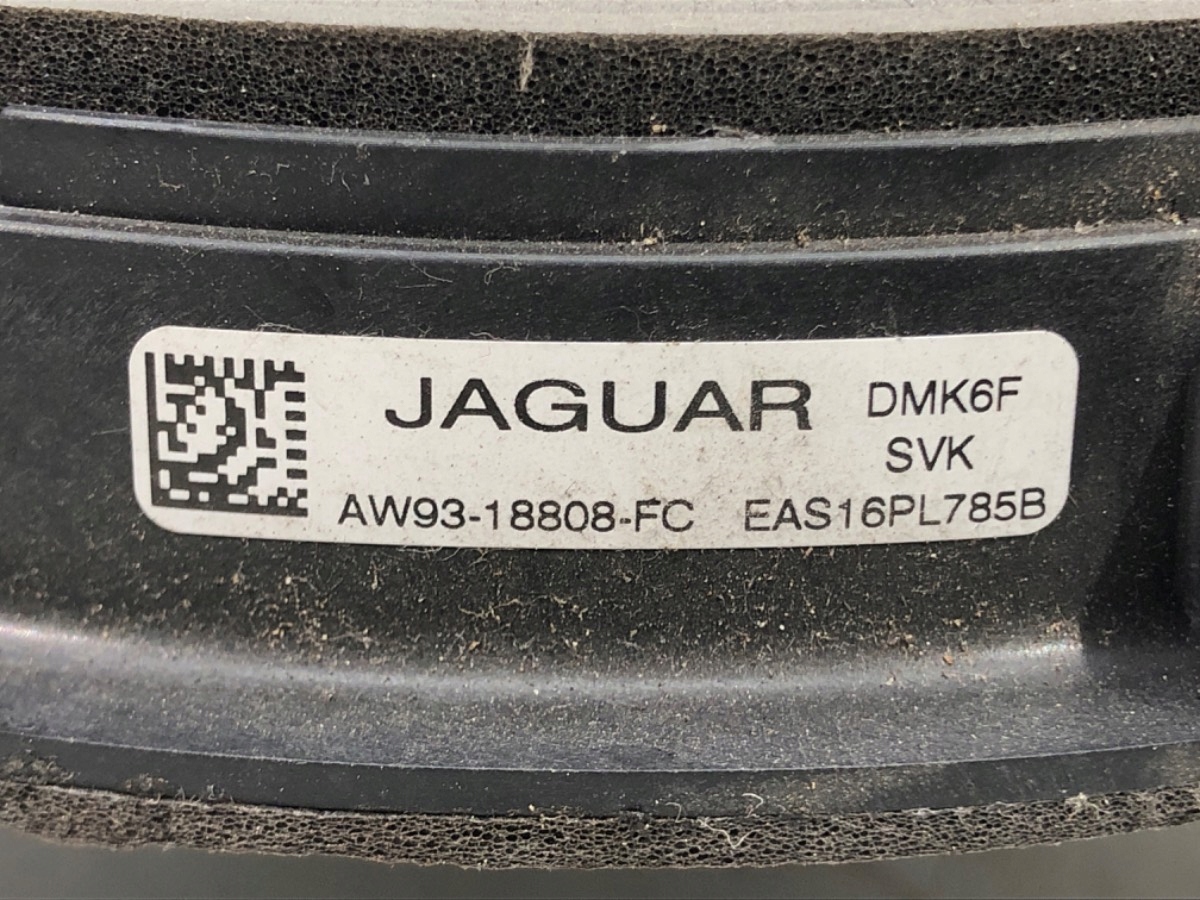 JAGUAR DMK6F
SVK
AW93-18808-FC EAS16PL785B